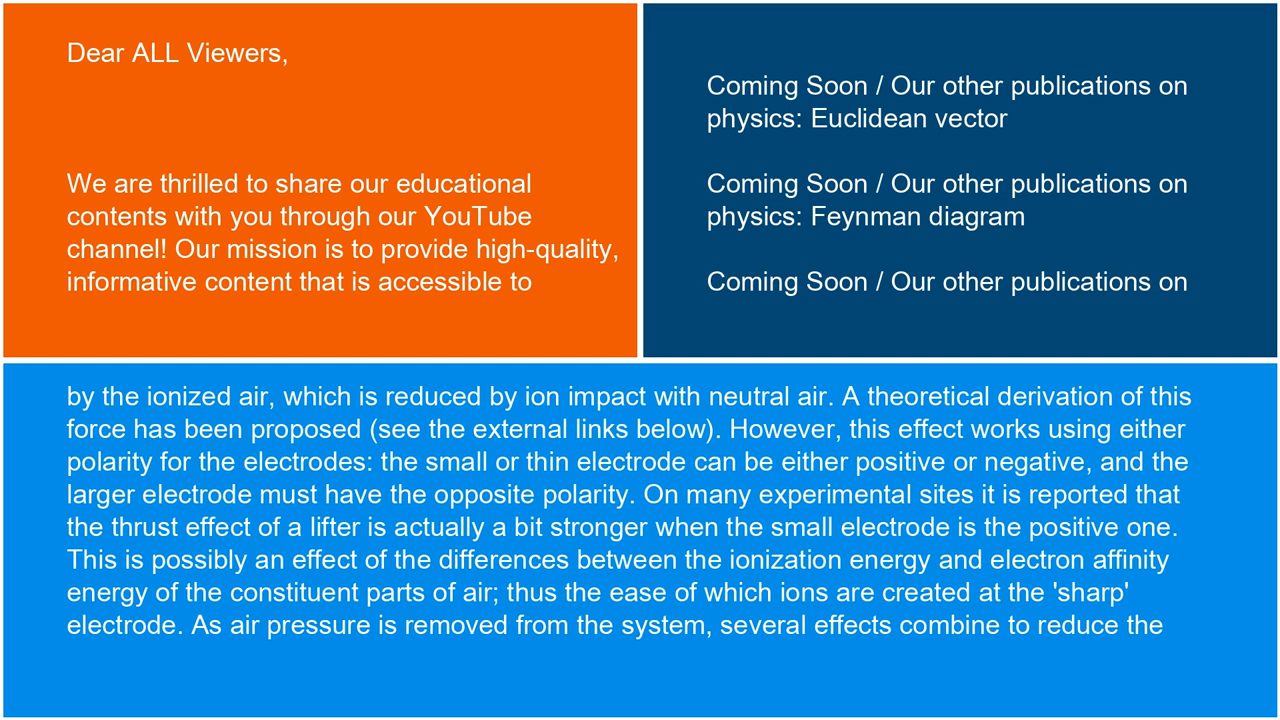 Dear ALL Viewers,
We are thrilled to share our educational
contents with you through our YouTube
channel! Our mission is to provide high-quality,
informative content that is accessible to
Coming Soon / Our other publications on
physics: Euclidean vector
Coming Soon / Our other publications on
physics: Feynman diagram
Coming Soon / Our other publications on
by the ionized air, which is reduced by ion impact with neutral air. A theoretical derivation of this
force has been proposed (see the external links below). However, this effect works using either
polarity for the electrodes: the small or thin electrode can be either positive or negative, and the
larger electrode must have the opposite polarity. On many experimental sites it is reported that
the thrust effect of a lifter is actually a bit stronger when the small electrode is the positive one.
This is possibly an effect of the differences between the ionization energy and electron affinity
energy of the constituent parts of air; thus the ease of which ions are created at the 'sharp'
electrode. As air pressure is removed from the system, several effects combine to reduce the